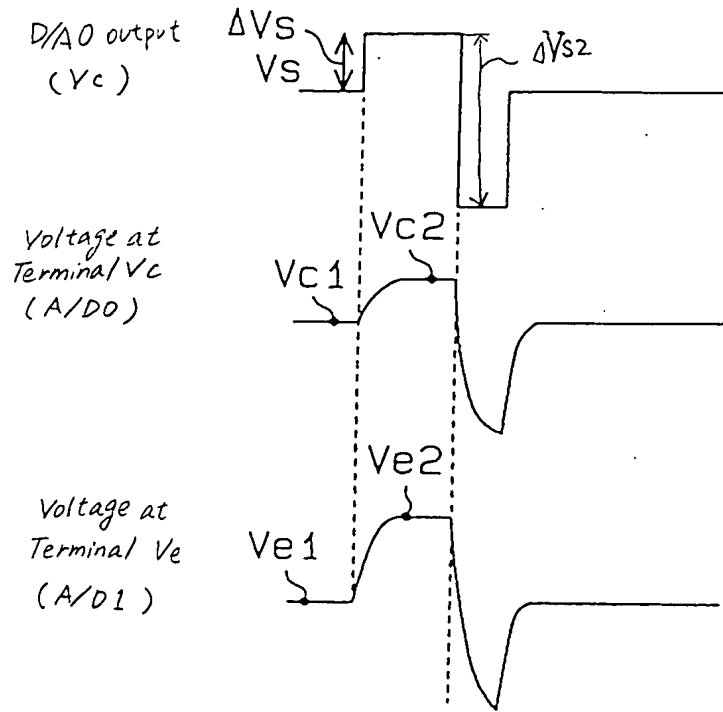 D/A0 output
(Vc)
ΔVS
VS
ΔVS2
Voltage at
Terminal Vc
(A/D0)
Vc1
Vc2
Voltage at
Terminal Ve
(A/D1)
Ve1
Ve2